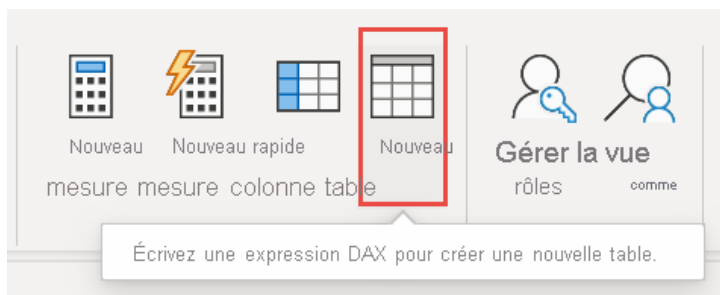 Nouveau Nouveau rapide Nouveau
mesure mesure colonne table
Gérer la vue
rôles comme
Écrivez une expression DAX pour créer une nouvelle table.